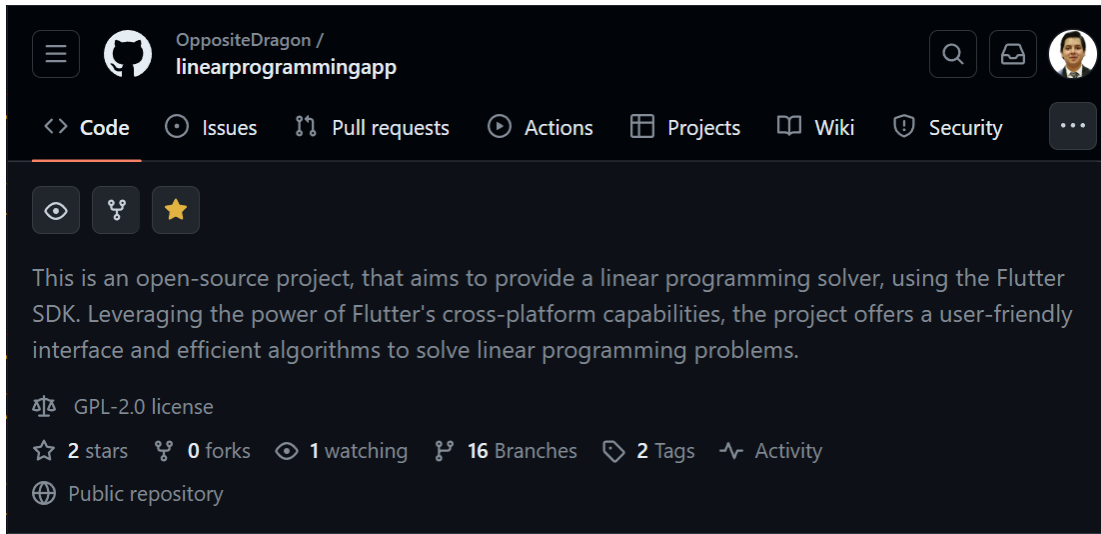 OppositeDragon /
linearprogrammingapp
Code Issues Pull requests Actions Projects Wiki Security
This is an open-source project, that aims to provide a linear programming solver, using the Flutter
SDK. Leveraging the power of Flutter's cross-platform capabilities, the project offers a user-friendly
interface and efficient algorithms to solve linear programming problems.
GPL-2.0 license
2 stars 0 forks 1 watching 16 Branches 2 Tags Activity
Public repository